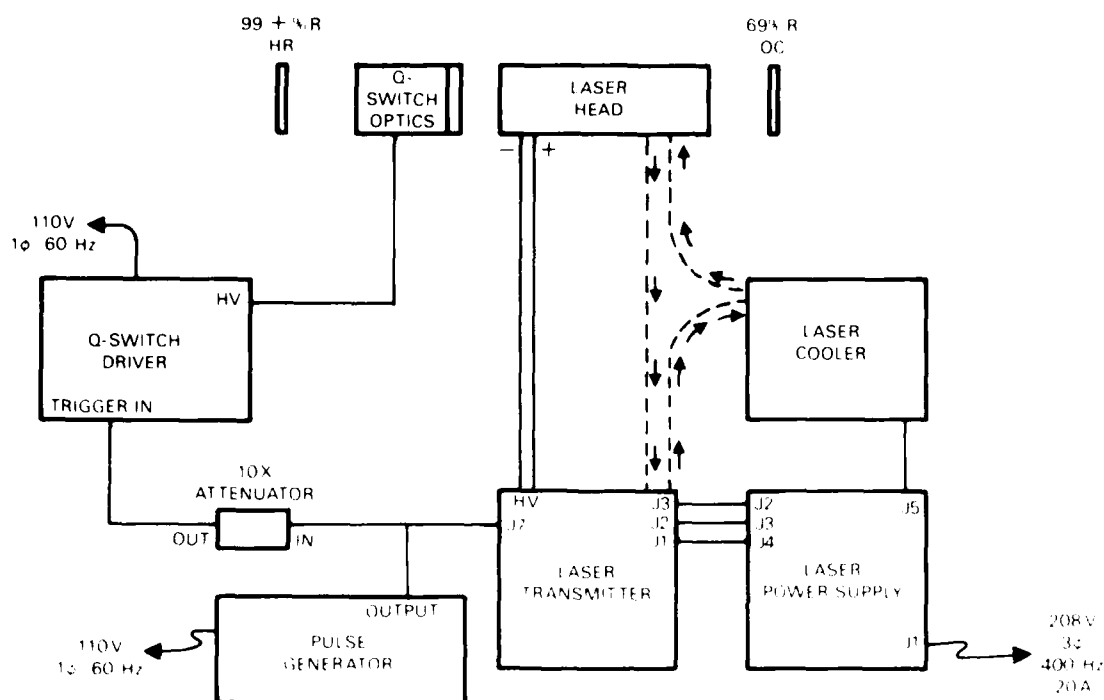 99 + %R
HR
Q-
SWITCH
OPTICS
LASER
HEAD
69% R
OC
− +
110V
1φ 60 Hz
HV
Q-SWITCH
DRIVER
TRIGGER IN
LASER
COOLER
10X
ATTENUATOR
OUT
IN
HV
J7
J3
J2
J1
LASER
TRANSMITTER
J2
J3
J4
J5
LASER
POWER SUPPLY
J1
OUTPUT
PULSE
GENERATOR
110V
1φ 60 Hz
208V
3φ
400 Hz
20A